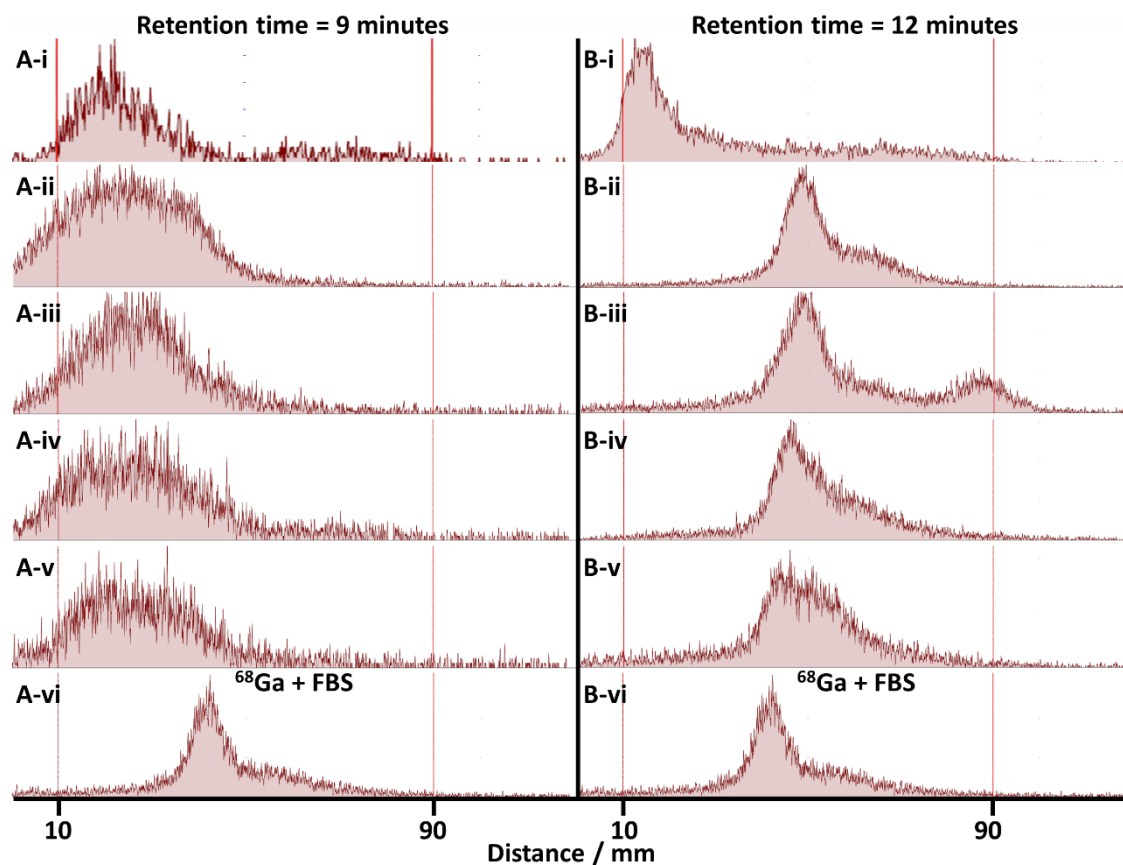 Retention time = 9 minutes
Retention time = 12 minutes
A-i
B-i
A-ii
B-ii
A-iii
B-iii
A-iv
B-iv
A-v
B-v
⁶⁸Ga + FBS
⁶⁸Ga + FBS
A-vi
B-vi
10
90
10
90
Distance / mm